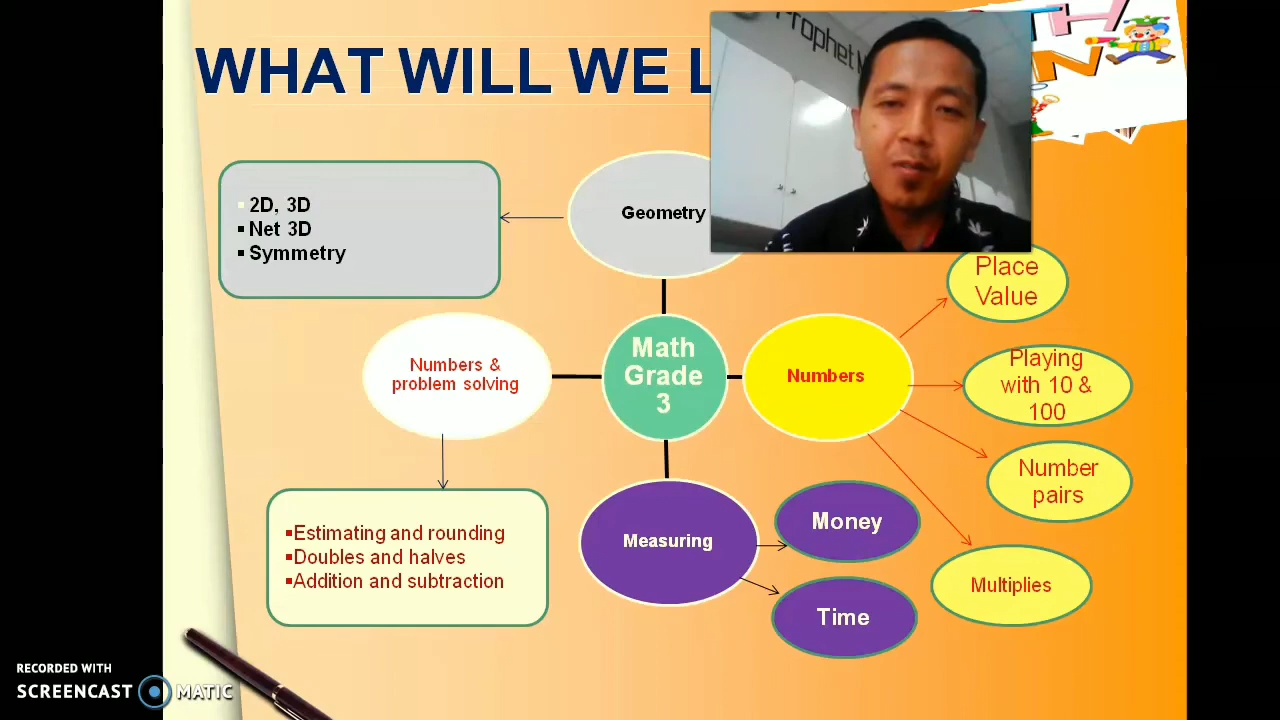 WHAT WILL WE L
Prophet
2D, 3D
Net 3D
Symmetry
Geometry
Place
Value
Numbers &
problem solving
Math
Grade
3
Numbers
Playing
with 10 &
100
Number
pairs
Estimating and rounding
Doubles and halves
Addition and subtraction
Measuring
Money
Time
Multiplies
RECORDED WITH
SCREENCAST MATIC